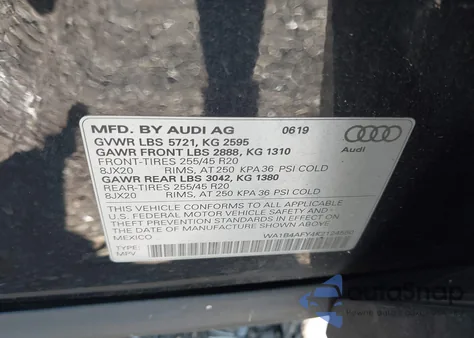 MFD. BY AUDI AG 0619
GVWR LBS 5721, KG 2595
GAWR FRONT LBS 2888, KG 1310
FRONT-TIRES 255/45 R20
8JX20 RIMS, AT 250 KPA 36 PSI COLD
GAWR REAR LBS 3042, KG 1380
REAR-TIRES 255/45 R20
8JX20 RIMS, AT 250 KPA 36 PSI COLD
THIS VEHICLE CONFORMS TO ALL APPLICABLE
U.S. FEDERAL MOTOR VEHICLE SAFETY, BUMPER, AND
THEFT PREVENTION STANDARDS IN EFFECT ON
THE DATE OF MANUFACTURE SHOWN ABOVE
MEXICO
TYPE:
MPV
Audi
AutoSnap